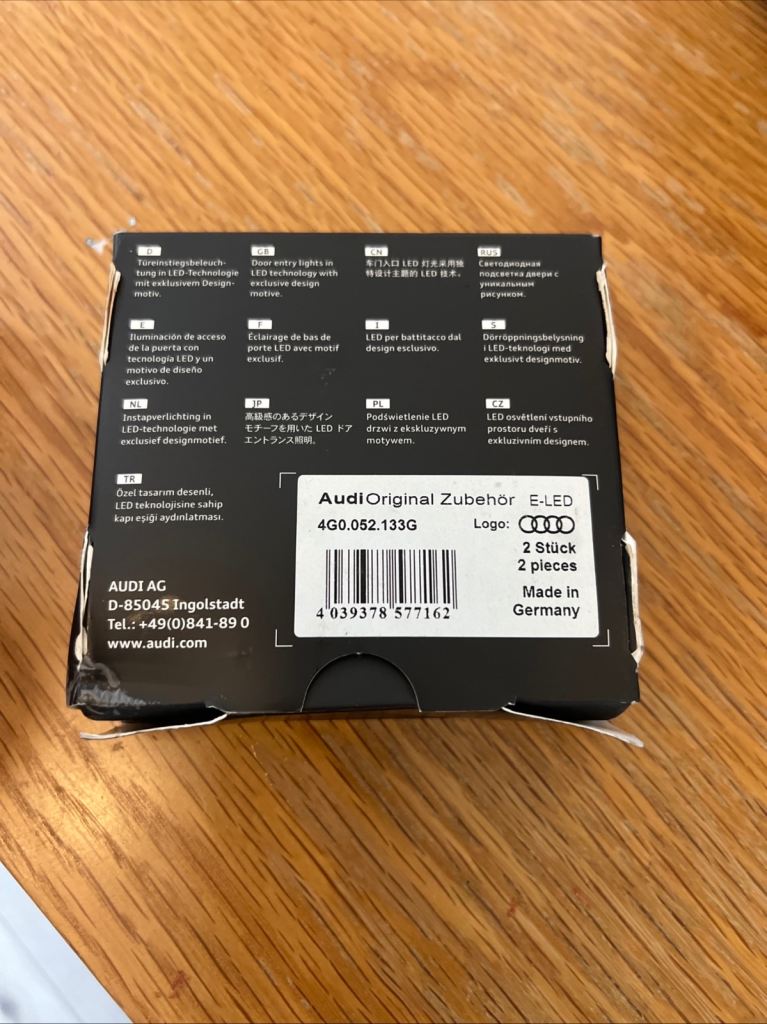 D
Türeinstiegsbeleuch-
tung in LED-Technologie
mit exklusivem Design-
motiv.
GB
Door entry lights in
LED technology with
exclusive design
motive.
CN
车门入口 LED 灯光采用独
特设计主题的 LED 技术。
RUS
Светодиодная
подсветка двери с
уникальным
рисунком.
E
Iluminación de acceso
de la puerta con
tecnología LED y un
motivo de diseño
exclusivo.
F
Éclairage de bas de
porte LED avec motif
exclusif.
I
LED per battitacco dal
design esclusivo.
S
Dörröppningsbelysning
i LED-teknologi med
exklusivt designmotiv.
NL
Instapverlichting in
LED-technologie met
exclusief designmotief.
JP
高級感のあるデザイン
モチーフを用いた LED ドア
エントランス照明。
PL
Podświetlenie LED
drzwi z ekskluzywnym
motywem.
CZ
LED osvětlení vstupního
prostoru dveří s
exkluzivním designem.
TR
Özel tasarım desenli,
LED teknolojisine sahip
kapı eşiği aydınlatması.
AUDI AG
D-85045 Ingolstadt
Tel.: +49(0)841-89 0
www.audi.com
Audi Original Zubehör E-LED
4G0.052.133G Logo:
2 Stück
2 pieces
Made in
Germany
4 039378 577162